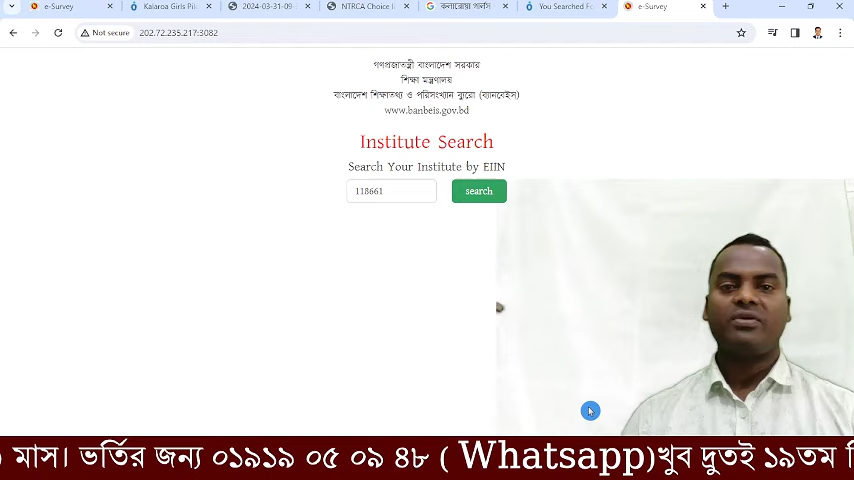 e-Survey
Kalaroa Girls Pil
2024-03-31-09
NTRCA Choice
কলারোয়া গার্লস
You Searched Fo
e-Survey
Not secure
202.72.235.217:3082
গণপ্রজাতন্ত্রী বাংলাদেশ সরকার
শিক্ষা মন্ত্রণালয়
বাংলাদেশ শিক্ষাতথ্য ও পরিসংখ্যান ব্যুরো (ব্যানবেইস)
www.banbeis.gov.bd
Institute Search
Search Your Institute by EIIN
118661 search
) মাস। ভর্তির জন্য ০১৯১৯ ০৫ ০৯ ৪৮ ( Whatsapp)খুব দ্রুতই ১৯তম